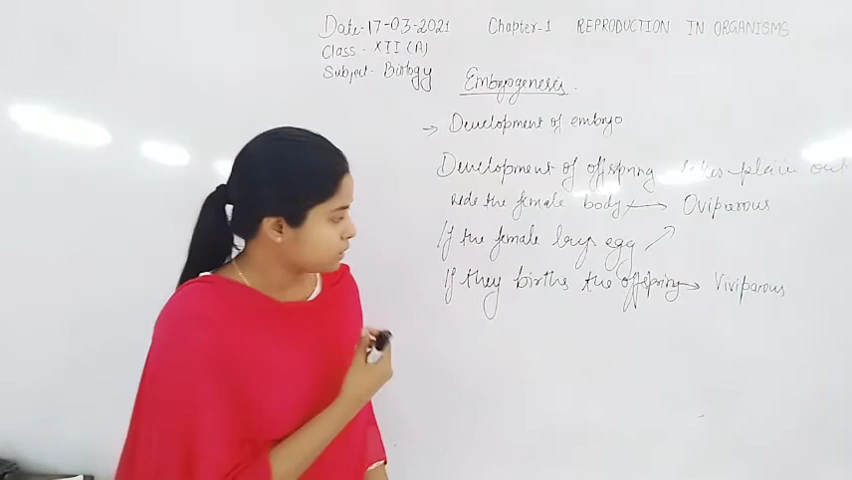 Date-17-03-2021 Chapter-1 REPRODUCTION IN ORGANISMS
Class - XII (A)
Subject- Biology
Embryogenesis.
→ Development of embryo
Development of offspring takes place out
side the female body → Oviparous
If the female lays egg
If they births the offspring → Viviparous